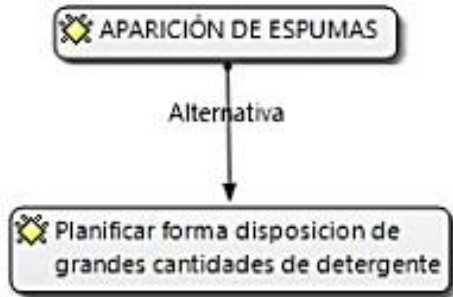 APARICIÓN DE ESPUMAS
Alternativa
Planificar forma disposicion de
grandes cantidades de detergente